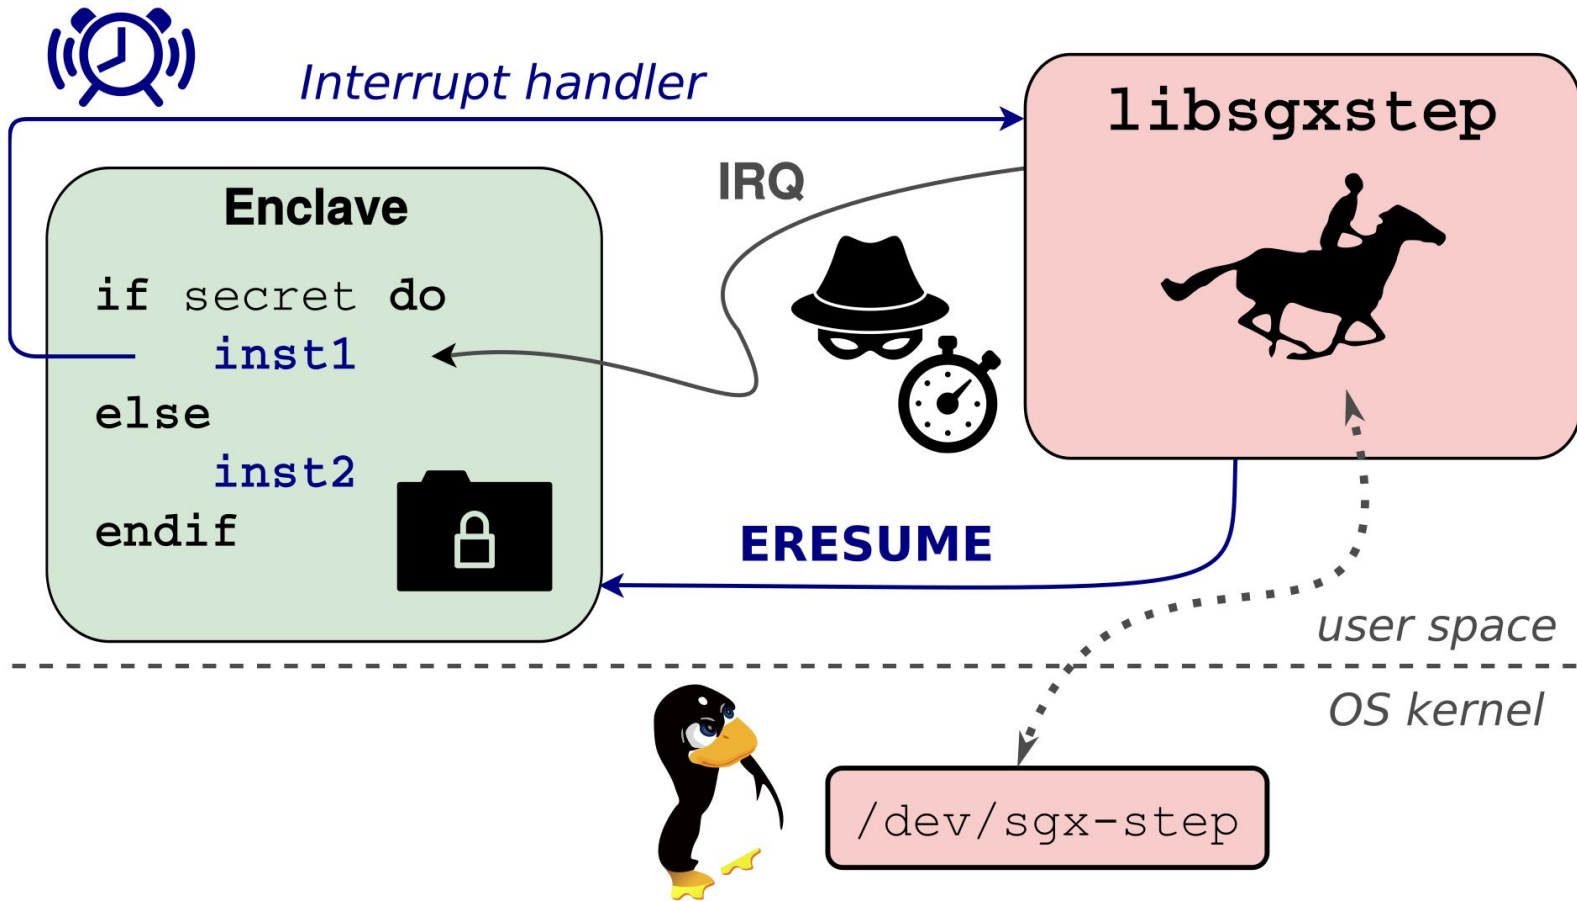 Interrupt handler
libsgxstep
IRQ
Enclave
if secret do
inst1
else
inst2
endif
ERESUME
user space
OS kernel
/dev/sgx-step